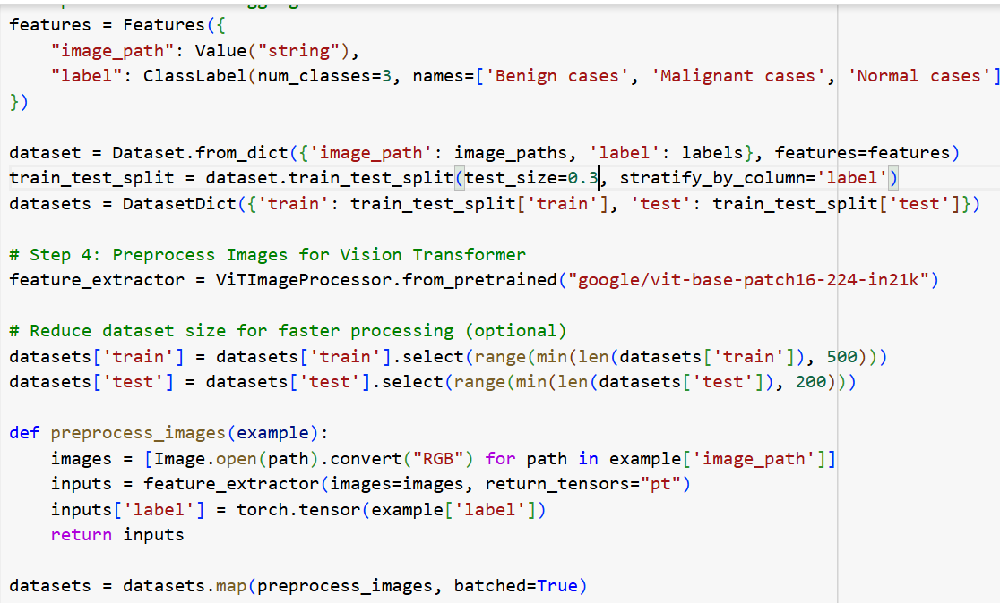 features = Features({
    "image_path": Value("string"),
    "label": ClassLabel(num_classes=3, names=['Benign cases', 'Malignant cases', 'Normal cases']
})

dataset = Dataset.from_dict({'image_path': image_paths, 'label': labels}, features=features)
train_test_split = dataset.train_test_split(test_size=0.3, stratify_by_column='label')
datasets = DatasetDict({'train': train_test_split['train'], 'test': train_test_split['test']})

# Step 4: Preprocess Images for Vision Transformer
feature_extractor = ViTImageProcessor.from_pretrained("google/vit-base-patch16-224-in21k")

# Reduce dataset size for faster processing (optional)
datasets['train'] = datasets['train'].select(range(min(len(datasets['train']), 500)))
datasets['test'] = datasets['test'].select(range(min(len(datasets['test']), 200)))

def preprocess_images(example):
    images = [Image.open(path).convert("RGB") for path in example['image_path']]
    inputs = feature_extractor(images=images, return_tensors="pt")
    inputs['label'] = torch.tensor(example['label'])
    return inputs

datasets = datasets.map(preprocess_images, batched=True)